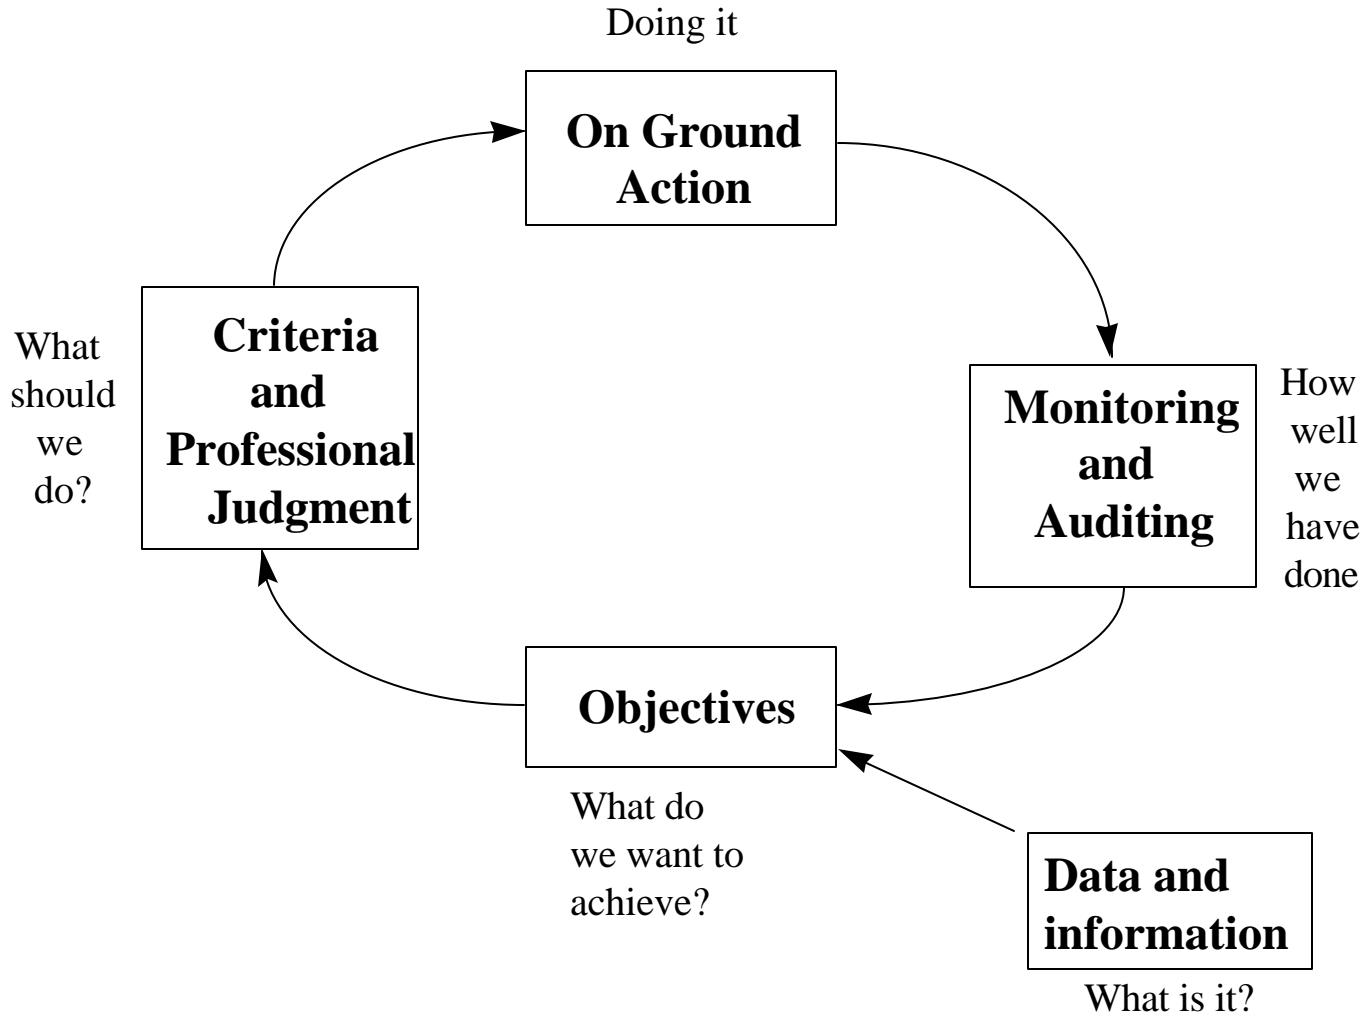 Doing it
On Ground
Action
What
should
we
do?
Criteria
and
Professional
Judgment
Monitoring
and
Auditing
How
well
we
have
done
Objectives
What do
we want to
achieve?
Data and
information
What is it?